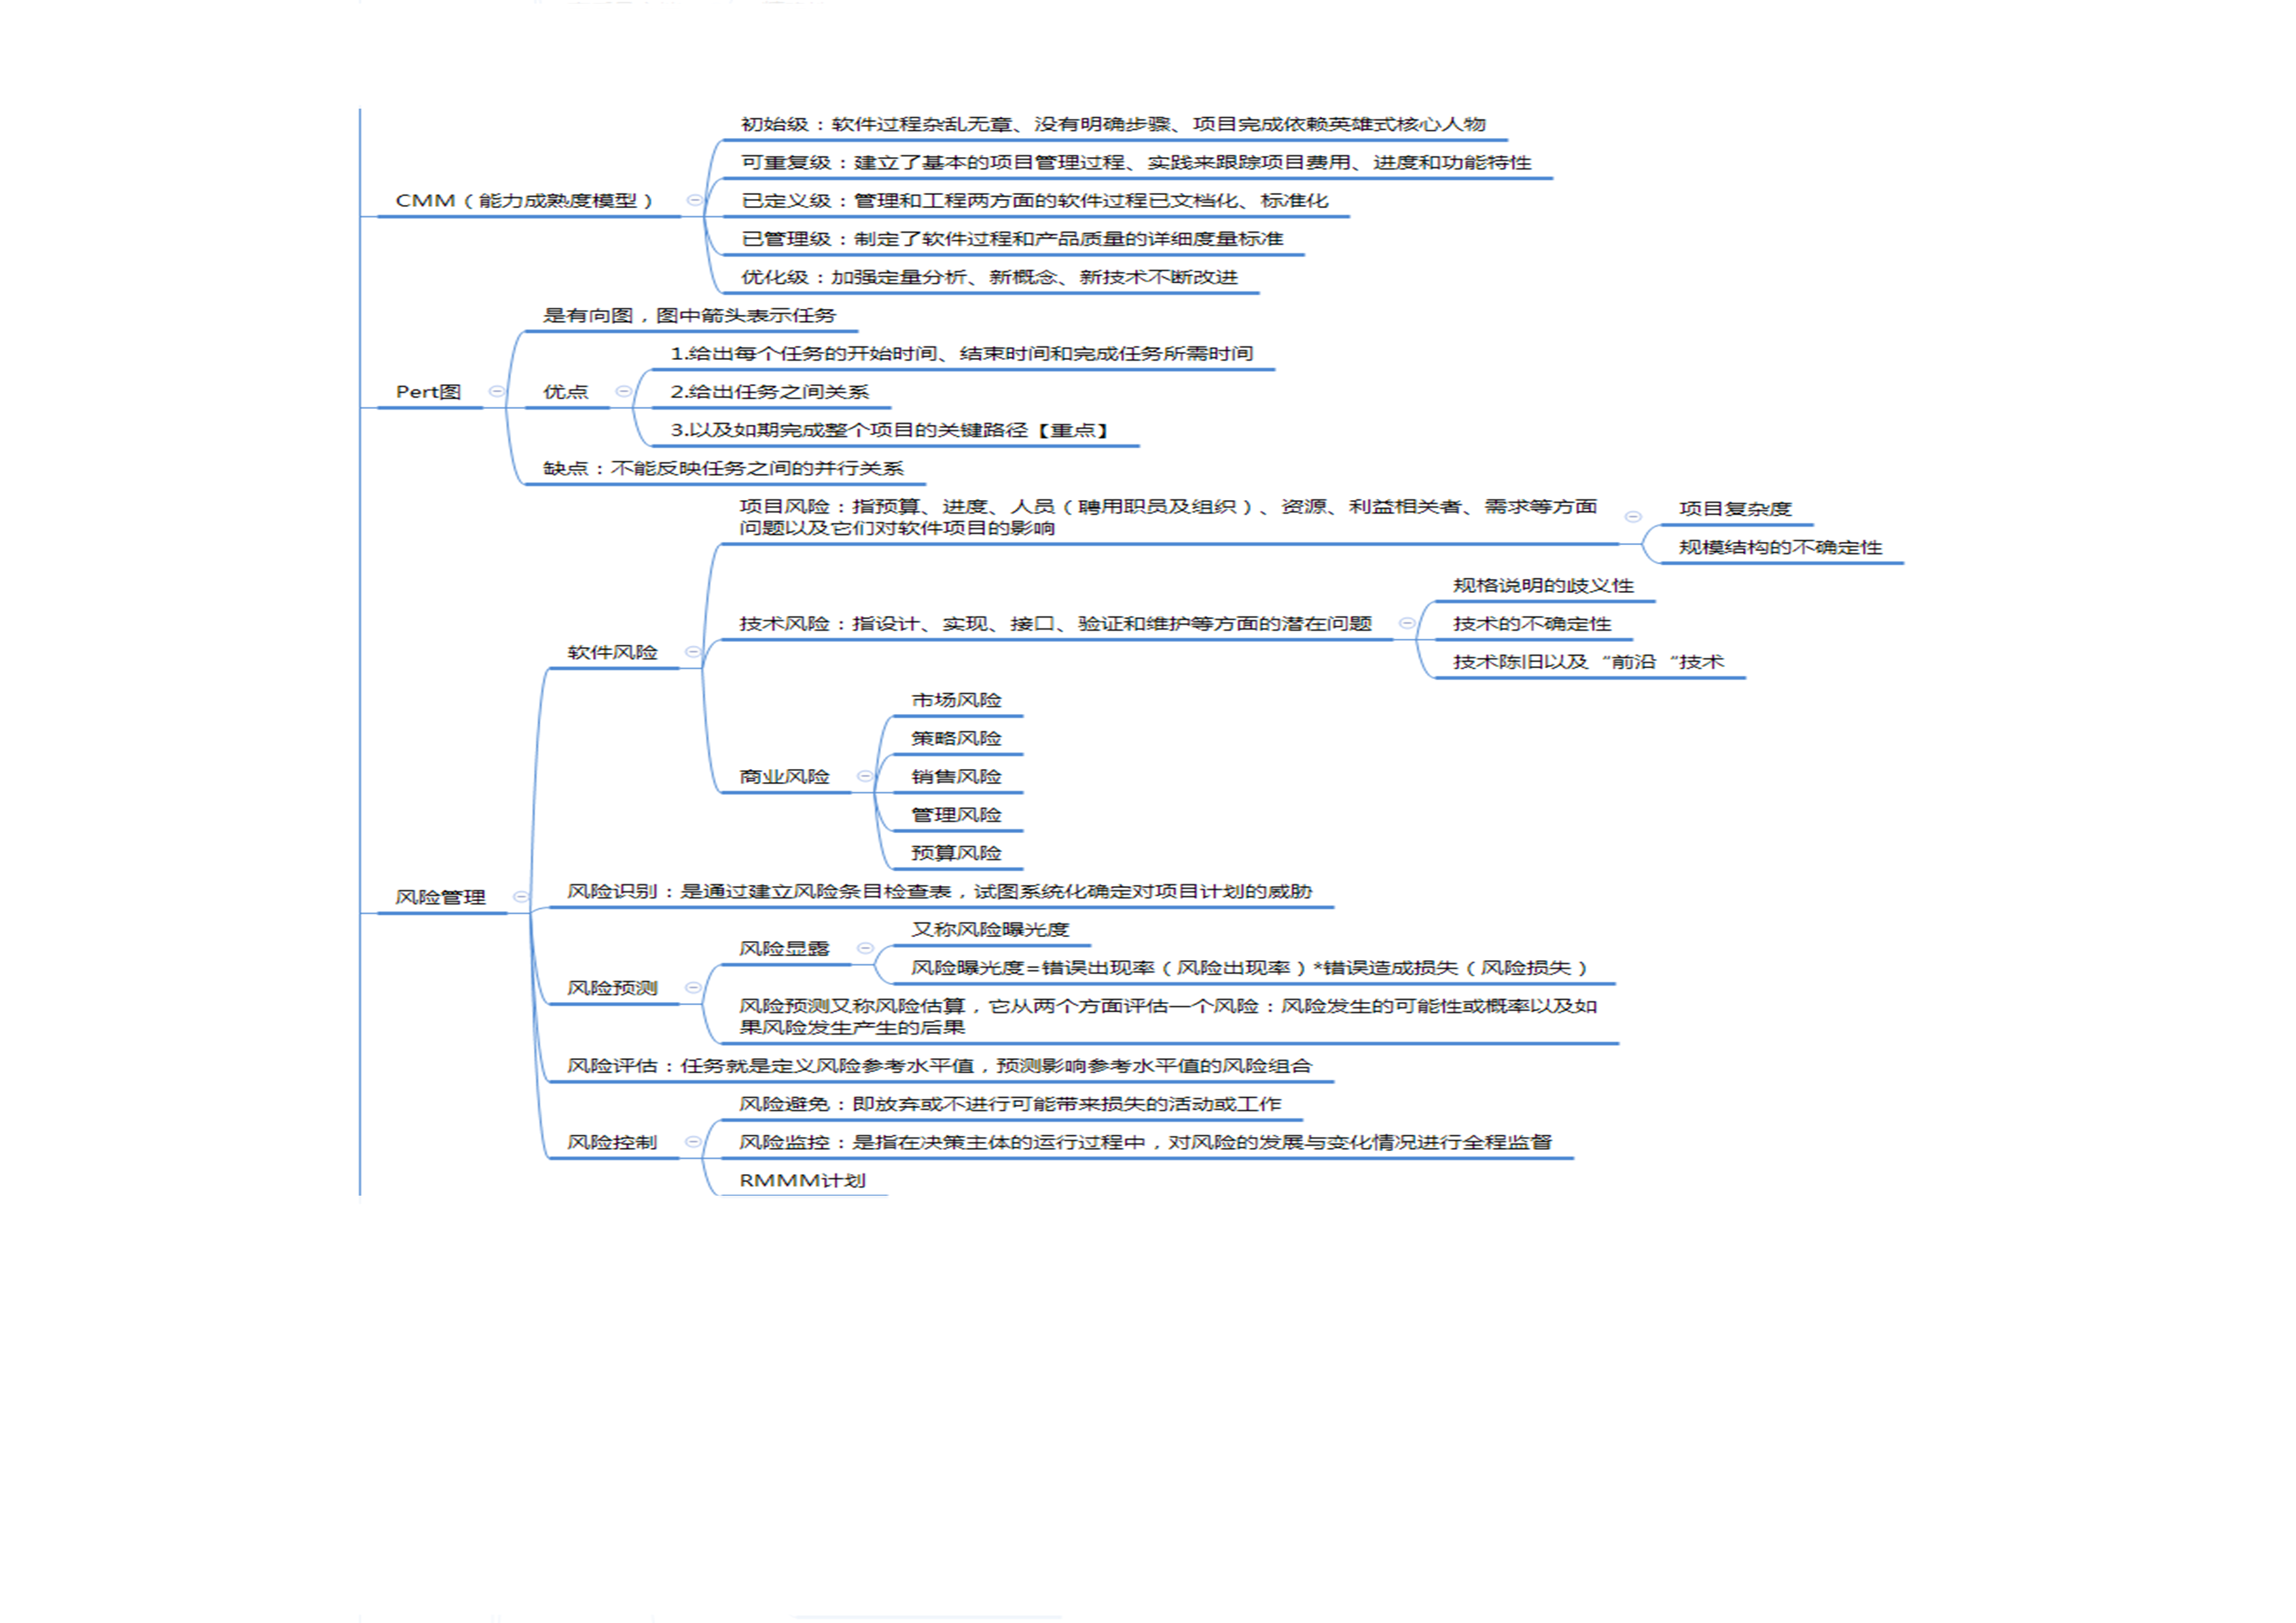 初始级：软件过程杂乱无章、没有明确步骤、项目完成依赖英雄式核心人物
可重复级：建立了基本的项目管理过程、实践来跟踪项目费用、进度和功能特性
CMM（能力成熟度模型）
已定义级：管理和工程两方面的软件过程已文档化、标准化
已管理级：制定了软件过程和产品质量的详细度量标准
优化级：加强定量分析、新概念、新技术不断改进
是有向图，图中箭头表示任务
1.给出每个任务的开始时间、结束时间和完成任务所需时间
Pert图
优点
2.给出任务之间关系
3.以及如期完成整个项目的关键路径【重点】
缺点：不能反映任务之间的并行关系
项目风险：指预算、进度、人员（聘用职员及组织）、资源、利益相关者、需求等方面
问题以及它们对软件项目的影响
项目复杂度
规模结构的不确定性
规格说明的歧义性
技术风险：指设计、实现、接口、验证和维护等方面的潜在问题
技术的不确定性
软件风险
技术陈旧以及“前沿“技术
市场风险
策略风险
商业风险
销售风险
管理风险
预算风险
风险管理
风险识别：是通过建立风险条目检查表，试图系统化确定对项目计划的威胁
又称风险曝光度
风险显露
风险曝光度=错误出现率（风险出现率）*错误造成损失（风险损失）
风险预测
风险预测又称风险估算，它从两个方面评估一个风险：风险发生的可能性或概率以及如
果风险发生产生的后果
风险评估：任务就是定义风险参考水平值，预测影响参考水平值的风险组合
风险避免：即放弃或不进行可能带来损失的活动或工作
风险控制
风险监控：是指在决策主体的运行过程中，对风险的发展与变化情况进行全程监督
RMMM计划